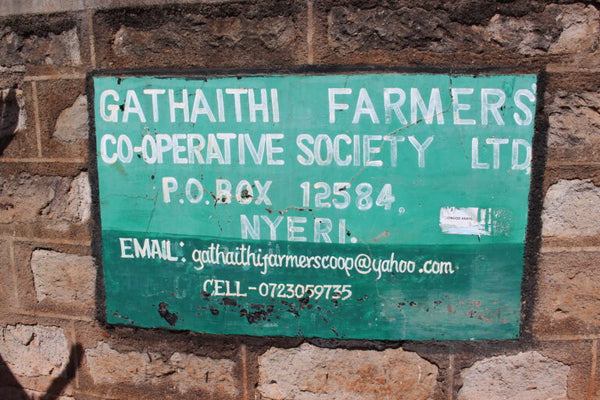 GATHAITHI FARMERS
CO-OPERATIVE SOCIETY LTD
P.O.BOX 12584,
NYERI.
EMAIL: gathaithifarmerscoop@yahoo.com
CELL-0723059735